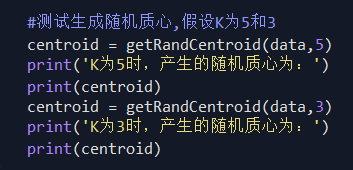 #测试生成随机质心,假设K为5和3
centroid = getRandCentroid(data,5)
print('K为5时，产生的随机质心为：')
print(centroid)
centroid = getRandCentroid(data,3)
print('K为3时，产生的随机质心为：')
print(centroid)